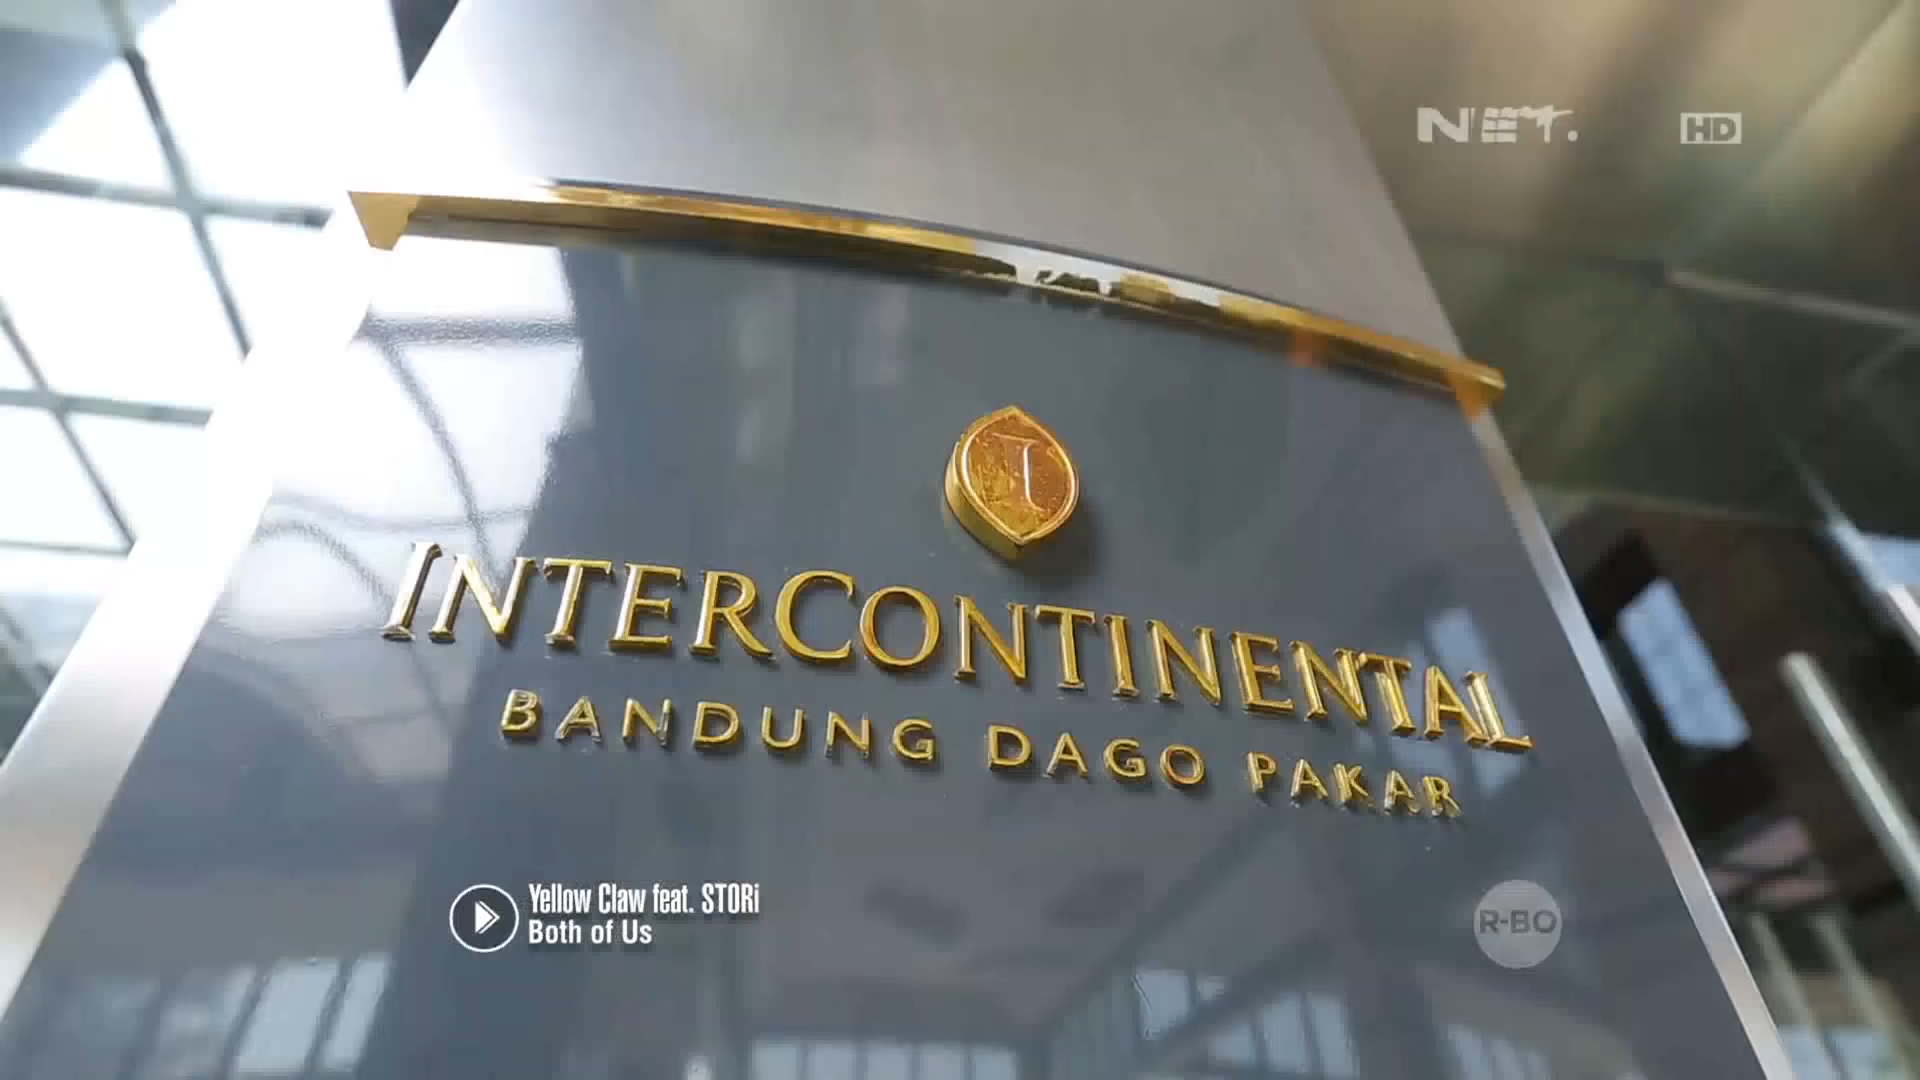 NET.
HD
I
INTERCONTINENTAL
BANDUNG DAGO PAKAR
Yellow Claw feat. STORi
Both of Us
R-BO